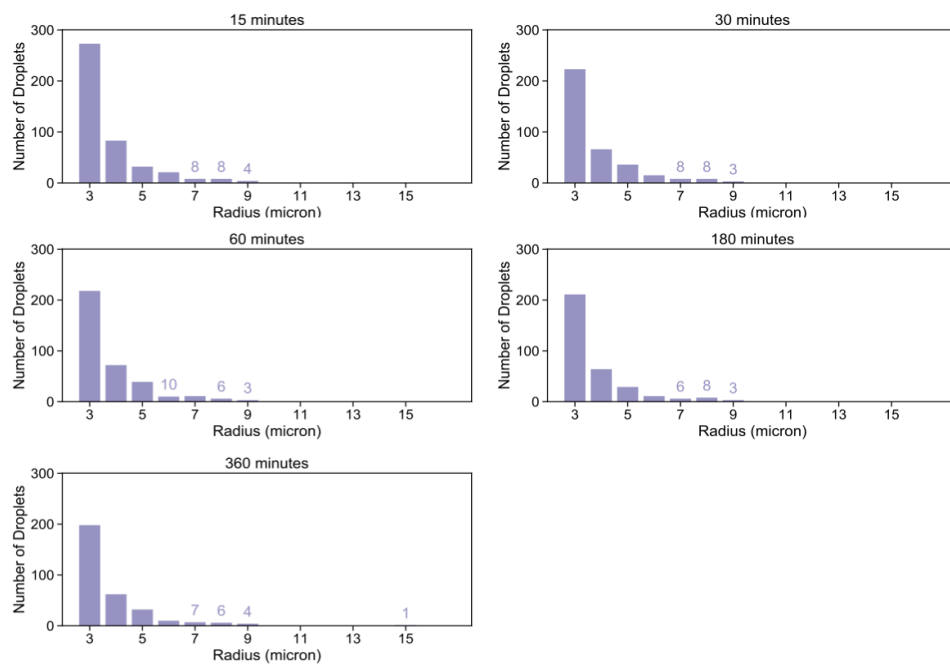 15 minutes
300
200
100
0
Number of Droplets
8 8 4
3 5 7 9 11 13 15
Radius (micron)
30 minutes
300
200
100
0
Number of Droplets
8 8 3
3 5 7 9 11 13 15
Radius (micron)
60 minutes
300
200
100
0
Number of Droplets
10 6 3
3 5 7 9 11 13 15
Radius (micron)
180 minutes
300
200
100
0
Number of Droplets
6 8 3
3 5 7 9 11 13 15
Radius (micron)
360 minutes
300
200
100
0
Number of Droplets
7 6 4 1
3 5 7 9 11 13 15
Radius (micron)